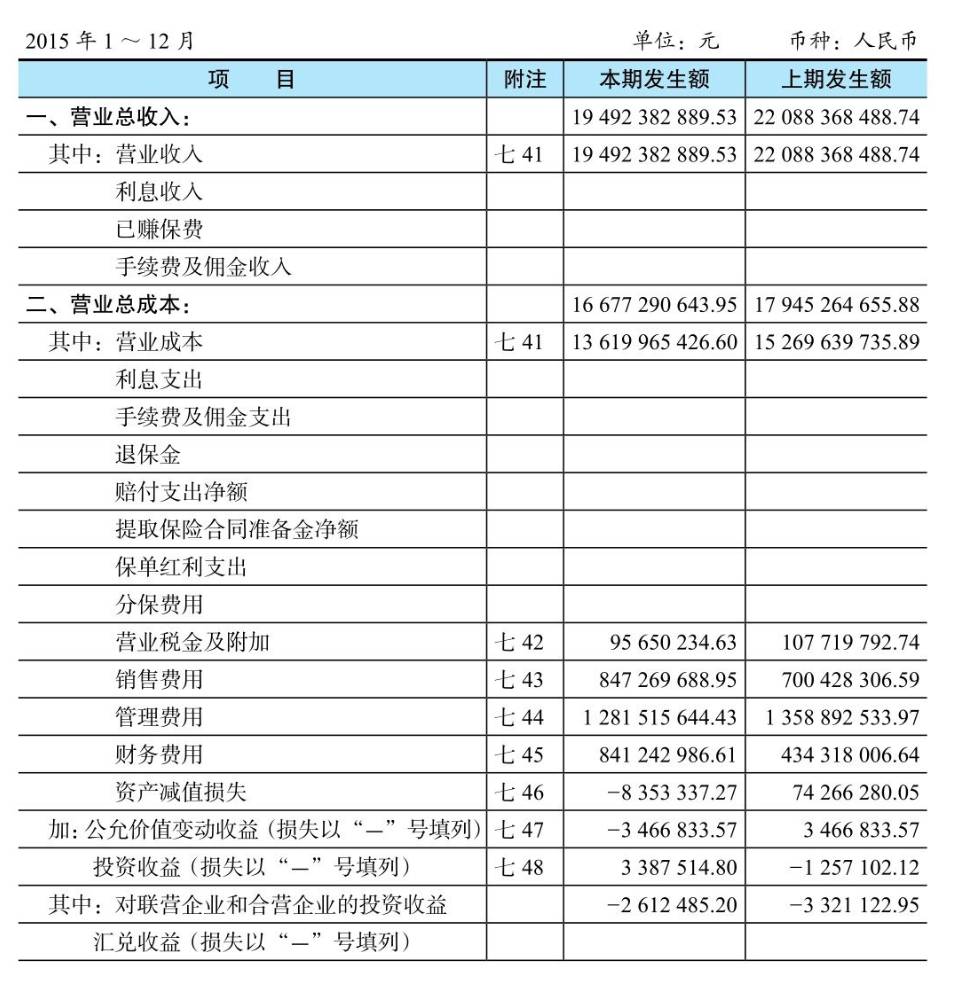 2015 年 1 ～ 12 月 单位：元 币种：人民币
项 目 附注 本期发生额 上期发生额
一、营业总收入： 19 492 382 889.53 22 088 368 488.74
其中：营业收入 七 41 19 492 382 889.53 22 088 368 488.74
利息收入
已赚保费
手续费及佣金收入
二、营业总成本： 16 677 290 643.95 17 945 264 655.88
其中：营业成本 七 41 13 619 965 426.60 15 269 639 735.89
利息支出
手续费及佣金支出
退保金
赔付支出净额
提取保险合同准备金净额
保单红利支出
分保费用
营业税金及附加 七 42 95 650 234.63 107 719 792.74
销售费用 七 43 847 269 688.95 700 428 306.59
管理费用 七 44 1 281 515 644.43 1 358 892 533.97
财务费用 七 45 841 242 986.61 434 318 006.64
资产减值损失 七 46 −8 353 337.27 74 266 280.05
加：公允价值变动收益（损失以“—”号填列） 七 47 −3 466 833.57 3 466 833.57
投资收益（损失以“—”号填列） 七 48 3 387 514.80 −1 257 102.12
其中：对联营企业和合营企业的投资收益 −2 612 485.20 −3 321 122.95
汇兑收益（损失以“—”号填列）